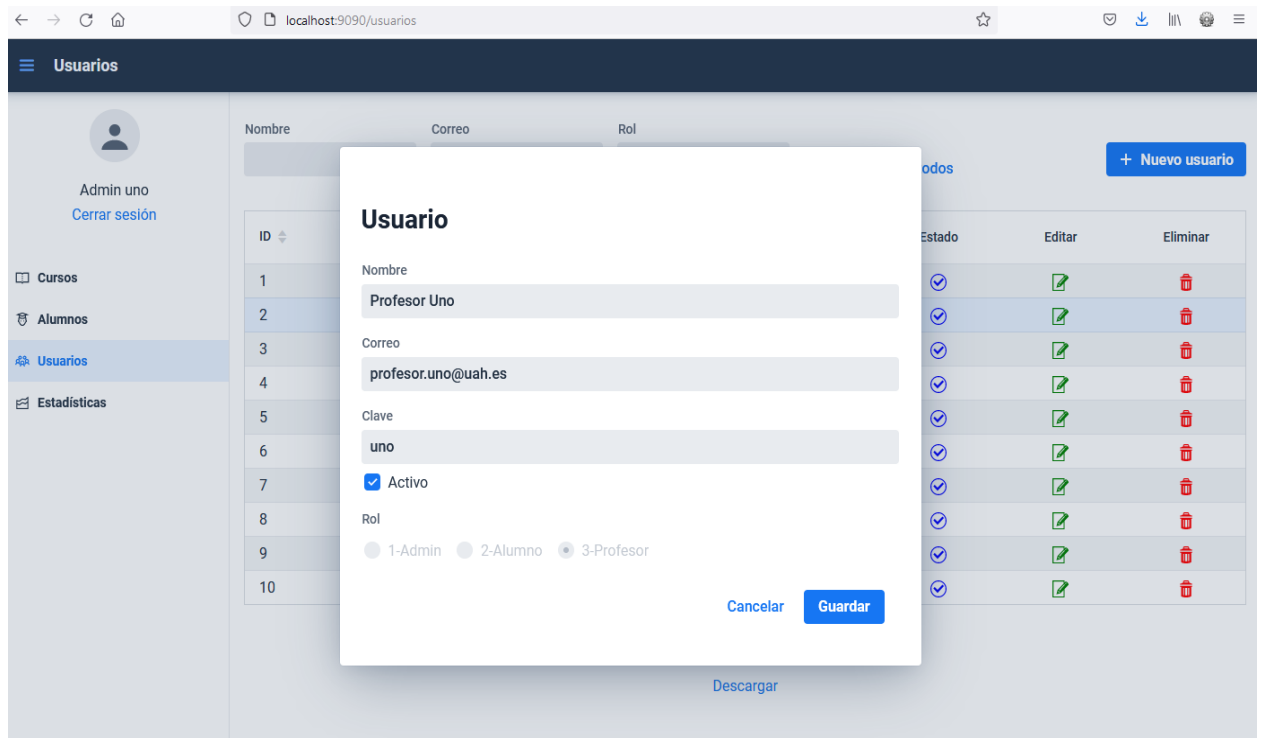 localhost:9090/usuarios
Usuarios
Admin uno
Cerrar sesión
Cursos
Alumnos
Usuarios
Estadísticas
Nombre Correo Rol
odos
+ Nuevo usuario
ID Estado Editar Eliminar
1
2
3
4
5
6
7
8
9
10
Usuario
Nombre
Profesor Uno
Correo
profesor.uno@uah.es
Clave
uno
Activo
Rol
1-Admin 2-Alumno 3-Profesor
Cancelar Guardar
Descargar